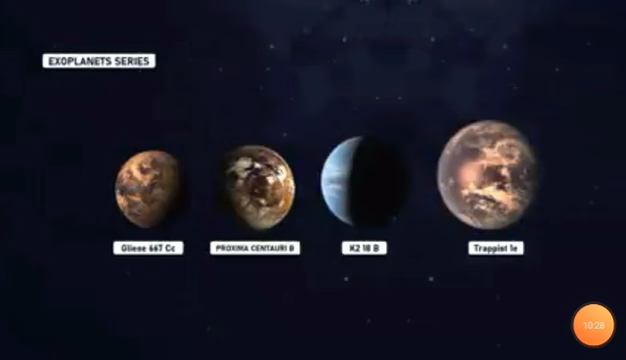 EXOPLANETS SERIES
Gliese 667 Cc
PROXIMA CENTAURI B
K2 18 B
Trappist 1e
10:28